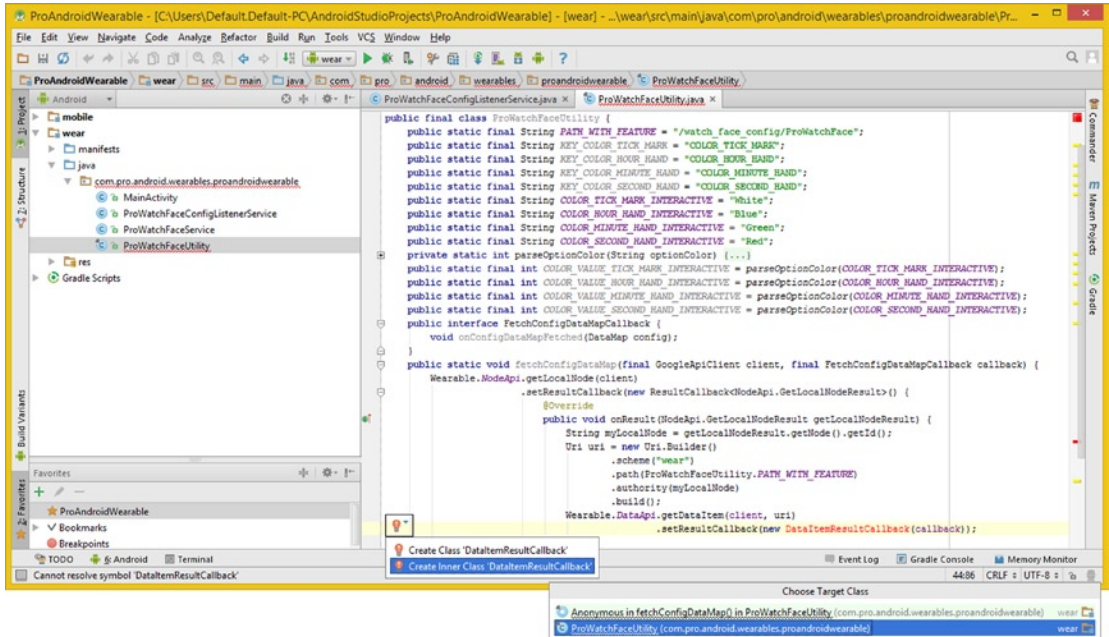 ProAndroidWearable - [C:\Users\Default.Default-PC\AndroidStudioProjects\ProAndroidWearable] - [wear] - ...\wear\src\main\java\com\pro\android\wearables\proandroidwearable\Pr...
File Edit View Navigate Code Analyze Refactor Build Run Tools VCS Window Help
wear
ProAndroidWearable wear src main java com pro android wearables proandroidwearable ProWatchFaceUtility
Android
ProWatchFaceConfigListenerService.java × ProWatchFaceUtility.java ×
1: Project
2: Structure
Build Variants
2: Favorites
mobile
wear
manifests
java
com.pro.android.wearables.proandroidwearable
MainActivity
ProWatchFaceConfigListenerService
ProWatchFaceService
ProWatchFaceUtility
res
Gradle Scripts
Favorites
ProAndroidWearable
Bookmarks
Breakpoints
public final class ProWatchFaceUtility {
public static final String PATH_WITH_FEATURE = "/watch_face_config/ProWatchFace";
public static final String KEY_COLOR_TICK_MARK = "COLOR_TICK_MARK";
public static final String KEY_COLOR_HOUR_HAND = "COLOR_HOUR_HAND";
public static final String KEY_COLOR_MINUTE_HAND = "COLOR_MINUTE_HAND";
public static final String KEY_COLOR_SECOND_HAND = "COLOR_SECOND_HAND";
public static final String COLOR_TICK_MARK_INTERACTIVE = "White";
public static final String COLOR_HOUR_HAND_INTERACTIVE = "Blue";
public static final String COLOR_MINUTE_HAND_INTERACTIVE = "Green";
public static final String COLOR_SECOND_HAND_INTERACTIVE = "Red";
private static int parseOptionColor(String optionColor) {...}
public static final int COLOR_VALUE_TICK_MARK_INTERACTIVE = parseOptionColor(COLOR_TICK_MARK_INTERACTIVE);
public static final int COLOR_VALUE_HOUR_HAND_INTERACTIVE = parseOptionColor(COLOR_HOUR_HAND_INTERACTIVE);
public static final int COLOR_VALUE_MINUTE_HAND_INTERACTIVE = parseOptionColor(COLOR_MINUTE_HAND_INTERACTIVE);
public static final int COLOR_VALUE_SECOND_HAND_INTERACTIVE = parseOptionColor(COLOR_SECOND_HAND_INTERACTIVE);
public interface FetchConfigDataMapCallback {
void onConfigDataMapFetched(DataMap config);
}
public static void fetchConfigDataMap(final GoogleApiClient client, final FetchConfigDataMapCallback callback) {
Wearable.NodeApi.getLocalNode(client)
.setResultCallback(new ResultCallback<NodeApi.GetLocalNodeResult>() {
@Override
public void onResult(NodeApi.GetLocalNodeResult getLocalNodeResult) {
String myLocalNode = getLocalNodeResult.getNode().getId();
Uri uri = new Uri.Builder()
.scheme("wear")
.path(ProWatchFaceUtility.PATH_WITH_FEATURE)
.authority(myLocalNode)
.build();
Wearable.DataApi.getDataItem(client, uri)
.setResultCallback(new DataItemResultCallback(callback));
Commander
Maven Projects
Gradle
Create Class 'DataItemResultCallback'
Create Inner Class 'DataItemResultCallback'
TODO 6: Android Terminal Event Log Gradle Console Memory Monitor
Cannot resolve symbol 'DataItemResultCallback' 44:86 CRLF UTF-8
Choose Target Class
Anonymous in fetchConfigDataMap() in ProWatchFaceUtility (com.pro.android.wearables.proandroidwearable) wear
ProWatchFaceUtility (com.pro.android.wearables.proandroidwearable) wear